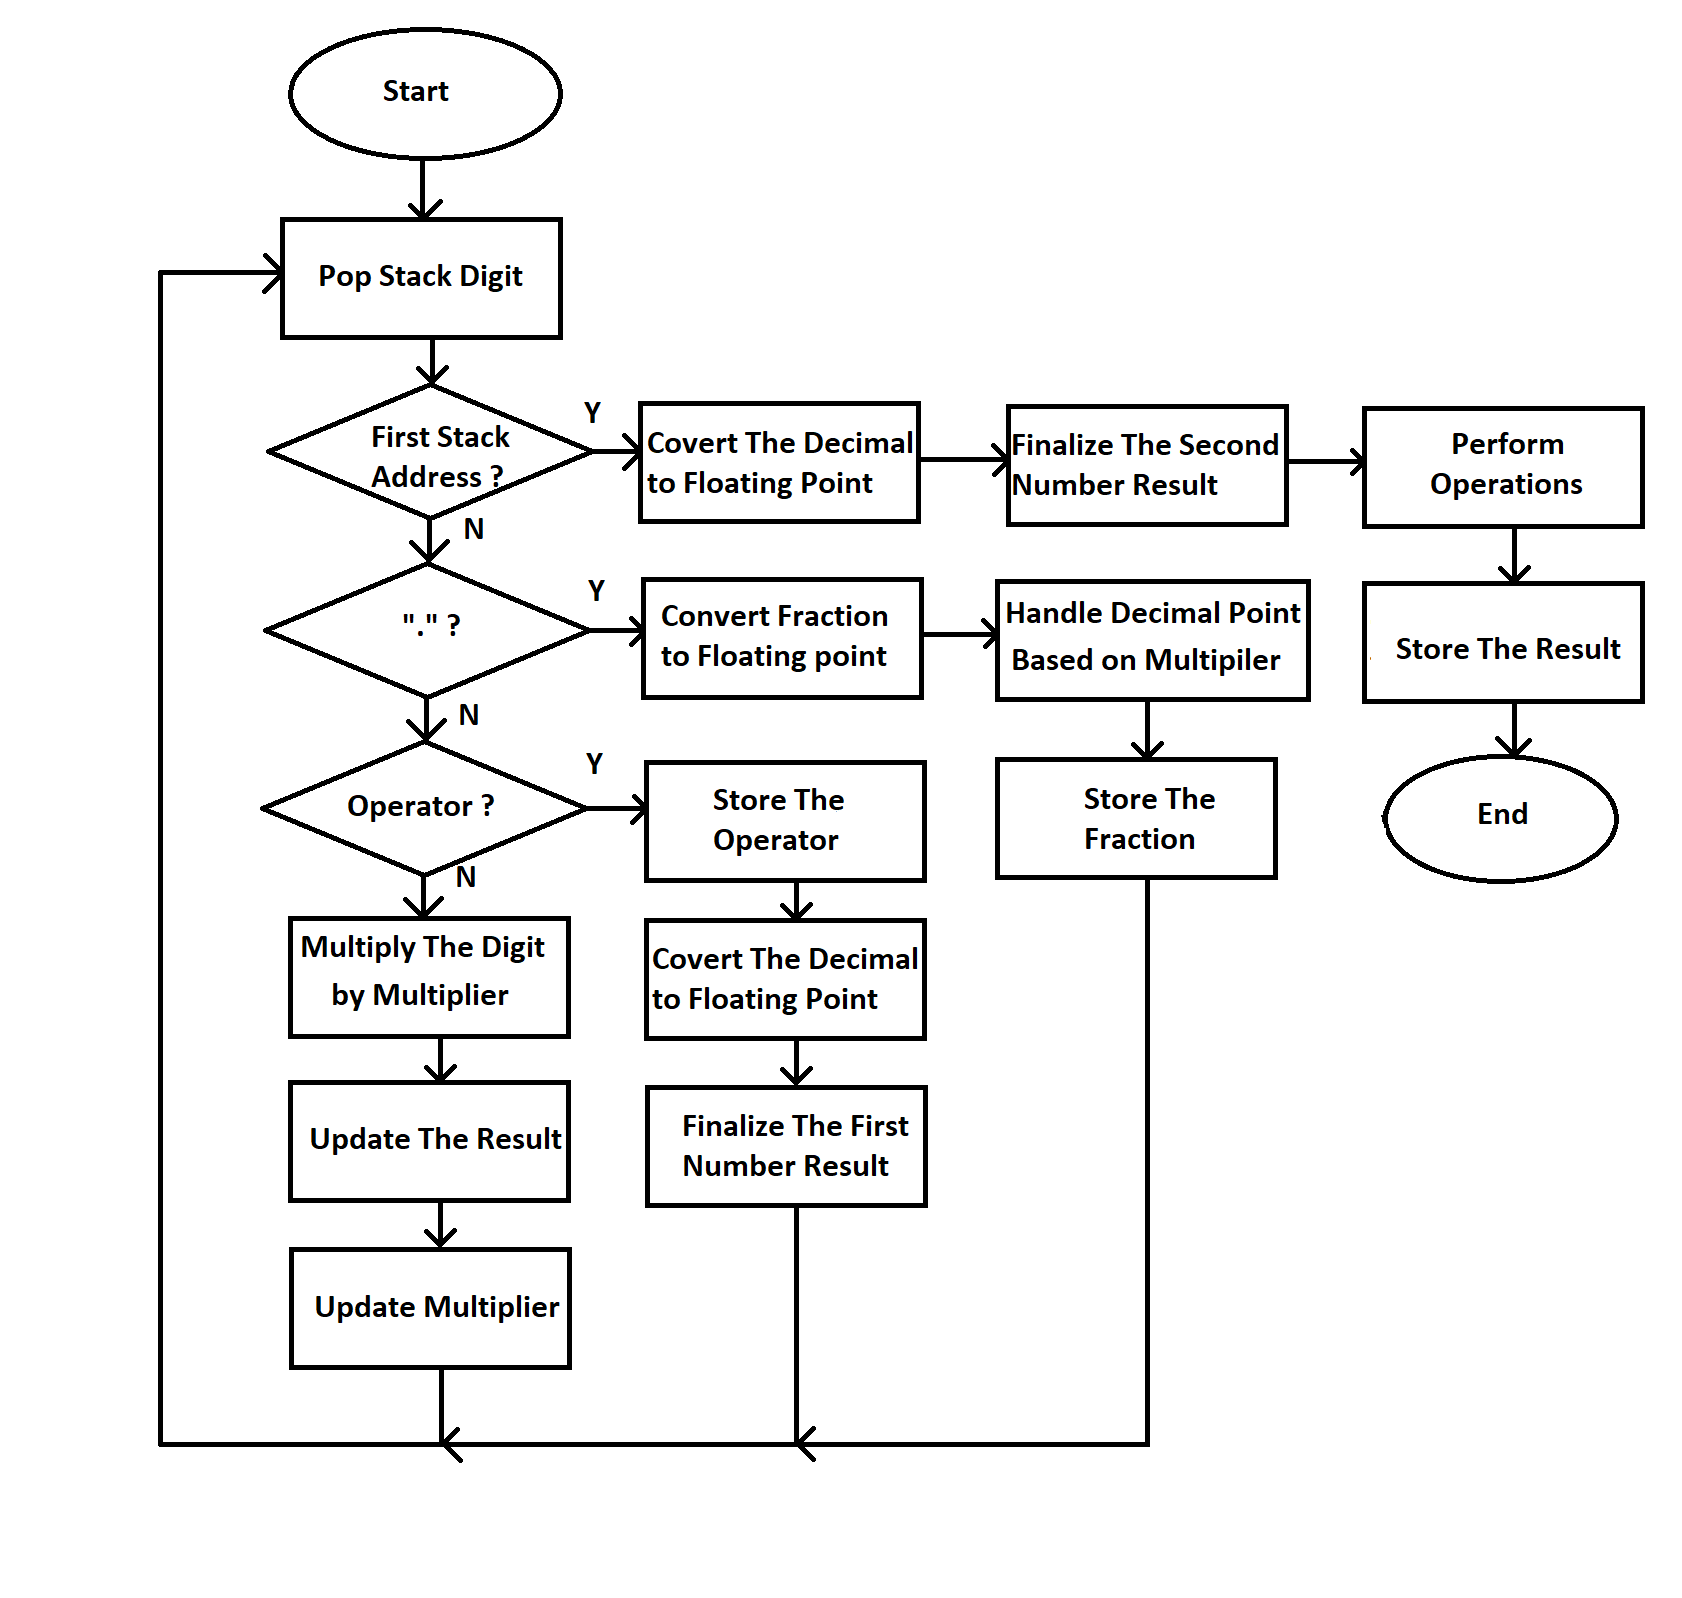 Start
Pop Stack Digit
First Stack
Address ?
Y
N
Covert The Decimal
to Floating Point
Finalize The Second
Number Result
Perform
Operations
Store The Result
End
"." ?
Y
N
Convert Fraction
to Floating point
Handle Decimal Point
Based on Multipiler
Store The
Fraction
Operator ?
Y
N
Store The
Operator
Covert The Decimal
to Floating Point
Finalize The First
Number Result
Multiply The Digit
by Multiplier
Update The Result
Update Multiplier